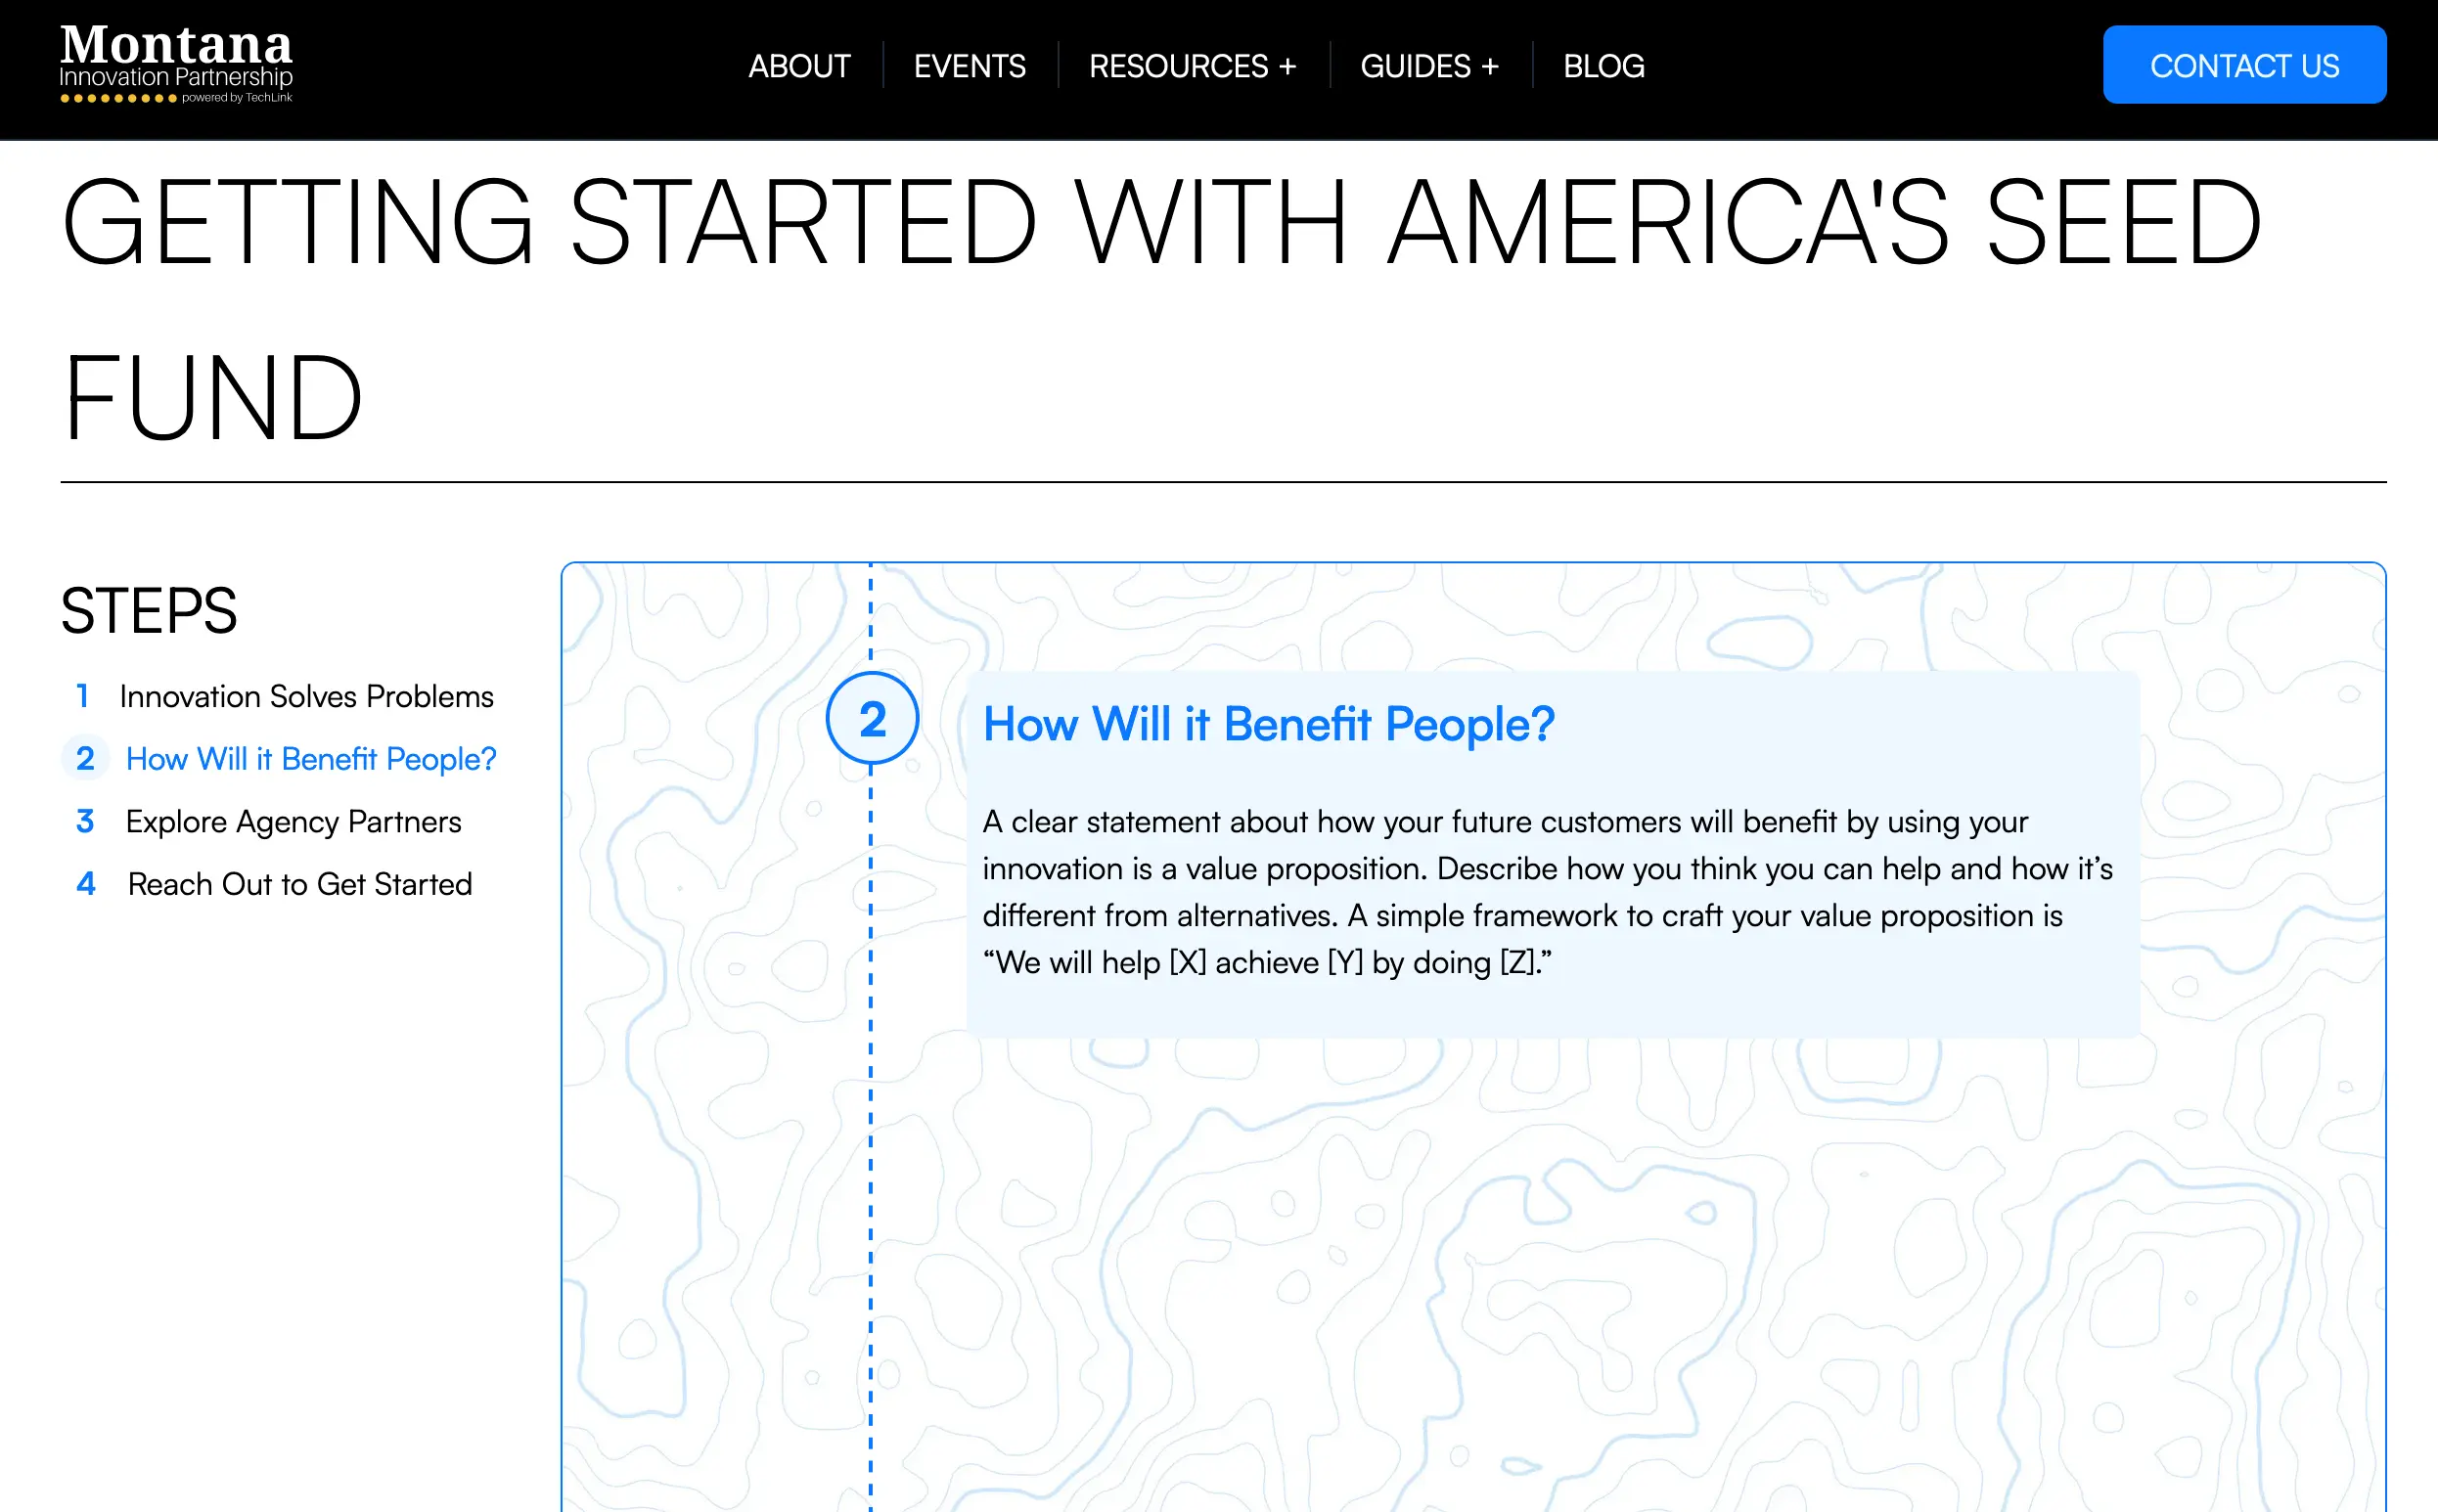 Montana
Innovation Partnership
powered by TechLink
ABOUT
EVENTS
RESOURCES +
GUIDES +
BLOG
CONTACT US
GETTING STARTED WITH AMERICA'S SEED
FUND
STEPS
1 Innovation Solves Problems
2 How Will it Benefit People?
3 Explore Agency Partners
4 Reach Out to Get Started
2
How Will it Benefit People?
A clear statement about how your future customers will benefit by using your
innovation is a value proposition. Describe how you think you can help and how it’s
different from alternatives. A simple framework to craft your value proposition is
“We will help [X] achieve [Y] by doing [Z].”